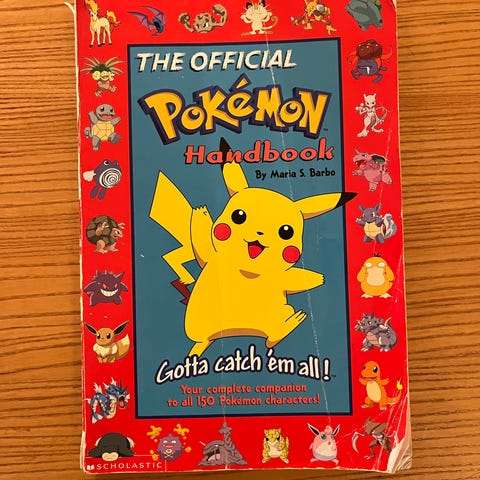 THE OFFICIAL
POKéMON
Handbook
By Maria S. Barbo
Gotta catch 'em all!
Your complete companion
to all 150 Pokémon characters!
SCHOLASTIC